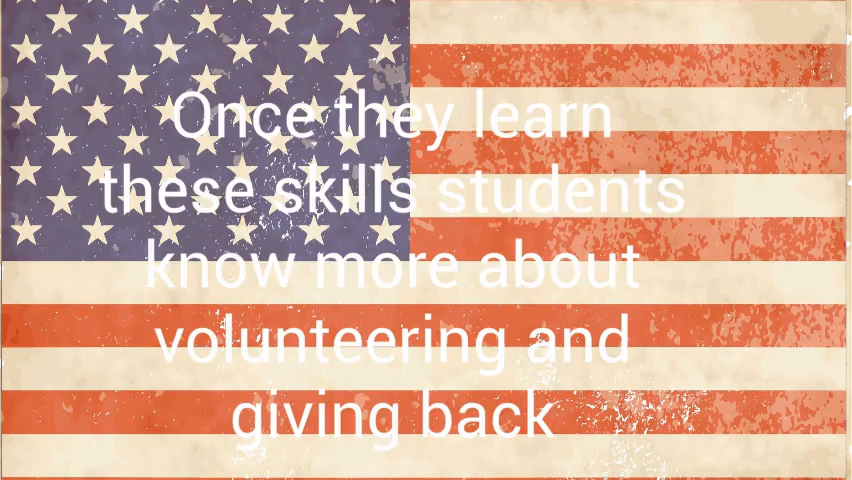 Once they learn
these skills students
know more about
volunteering and
giving back